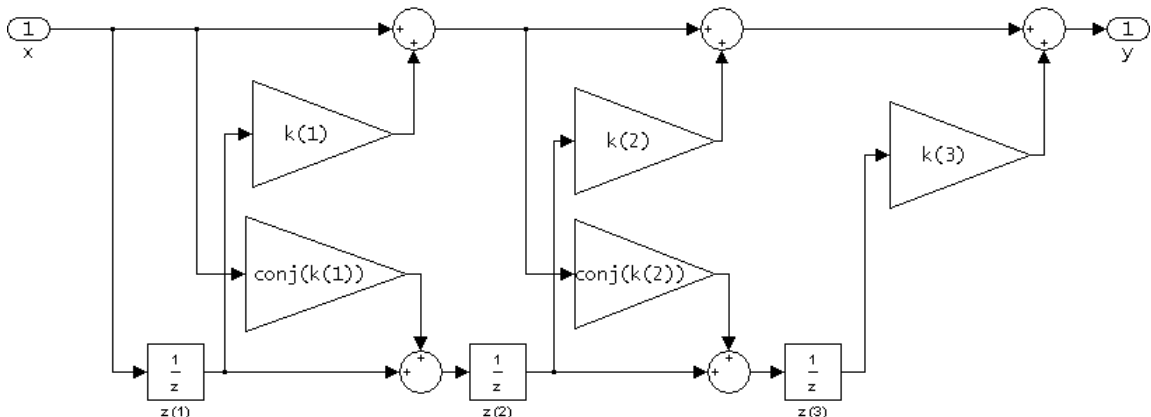 1
x
+
+
+
+
+
+
1
y
k(1)
k(2)
k(3)
conj(k(1))
conj(k(2))
1
z
z(1)
+
+
1
z
z(2)
+
+
1
z
z(3)